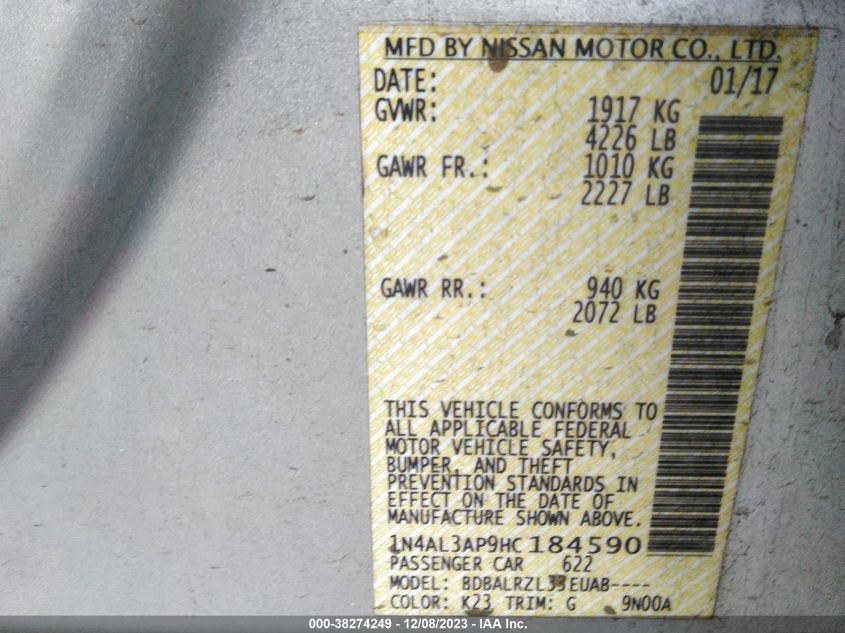 MFD BY NISSAN MOTOR CO., LTD.
DATE: 01/17
GVWR: 1917 KG
4226 LB
GAWR FR.: 1010 KG
2227 LB
GAWR RR.: 940 KG
2072 LB
THIS VEHICLE CONFORMS TO
ALL APPLICABLE FEDERAL
MOTOR VEHICLE SAFETY,
BUMPER, AND THEFT
PREVENTION STANDARDS IN
EFFECT ON THE DATE OF
MANUFACTURE SHOWN ABOVE.
1N4AL3AP9HC184590
PASSENGER CAR 622
MODEL: BDBALRZL33EUAB----
COLOR: K23 TRIM: G 9N00A
000-38274249 - 12/08/2023 - IAA Inc.